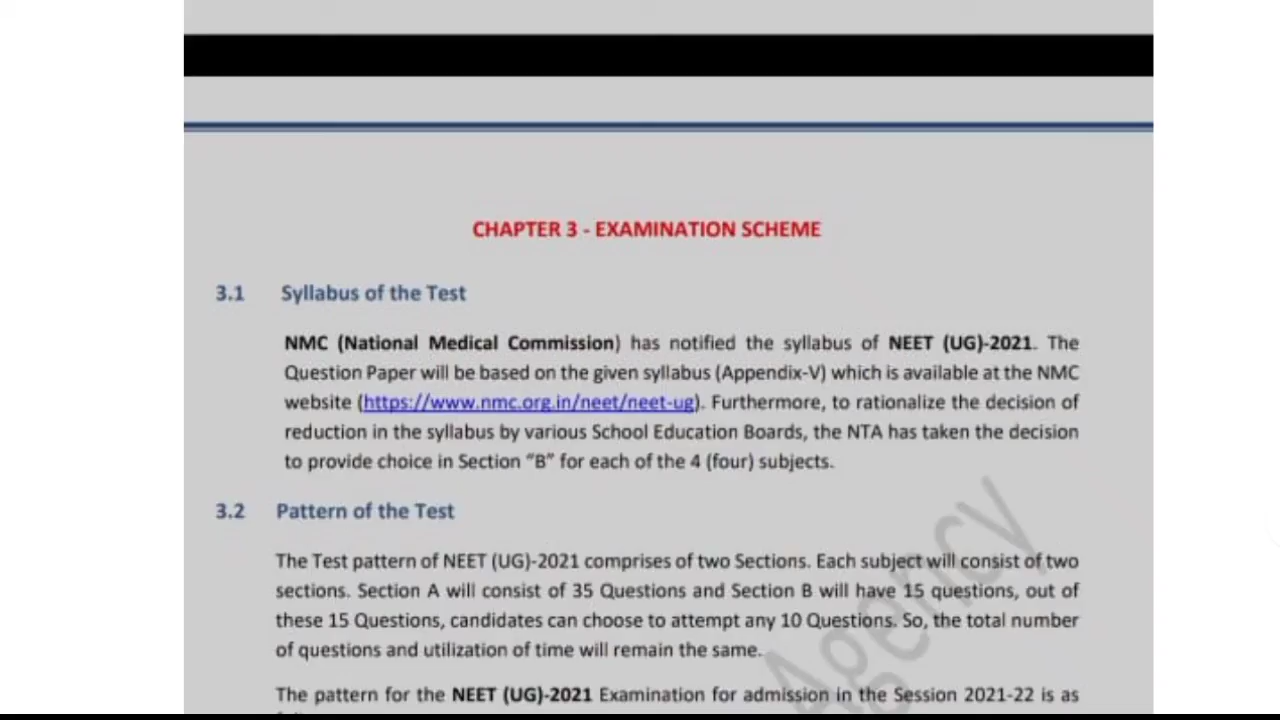 CHAPTER 3 - EXAMINATION SCHEME
3.1 Syllabus of the Test
NMC (National Medical Commission) has notified the syllabus of NEET (UG)-2021. The
Question Paper will be based on the given syllabus (Appendix-V) which is available at the NMC
website (https://www.nmc.org.in/neet/neet-ug). Furthermore, to rationalize the decision of
reduction in the syllabus by various School Education Boards, the NTA has taken the decision
to provide choice in Section “B” for each of the 4 (four) subjects.
3.2 Pattern of the Test
The Test pattern of NEET (UG)-2021 comprises of two Sections. Each subject will consist of two
sections. Section A will consist of 35 Questions and Section B will have 15 questions, out of
these 15 Questions, candidates can choose to attempt any 10 Questions. So, the total number
of questions and utilization of time will remain the same.
The pattern for the NEET (UG)-2021 Examination for admission in the Session 2021-22 is as
Agency